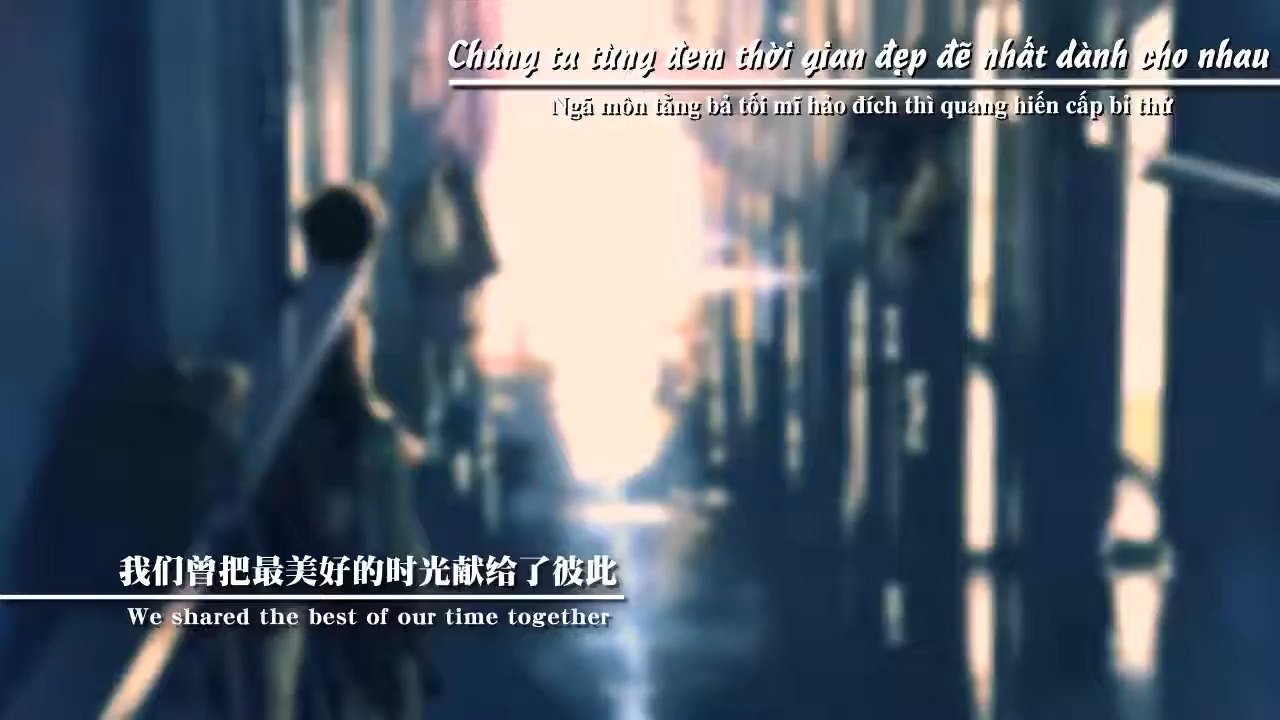 Chúng ta từng đem thời gian đẹp đẽ nhất dành cho nhau
Ngã môn tằng bả tối mĩ hảo đích thì quang hiến cấp bỉ thử
我们曾把最美好的时光献给了彼此
We shared the best of our time together